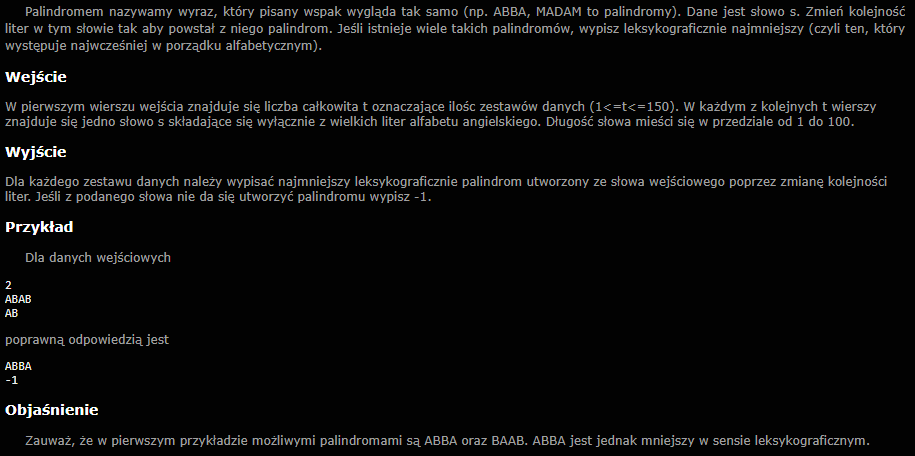 Palindromem nazywamy wyraz, który pisany wspak wygląda tak samo (np. ABBA, MADAM to palindromy). Dane jest słowo s. Zmień kolejność
liter w tym słowie tak aby powstał z niego palindrom. Jeśli istnieje wiele takich palindromów, wypisz leksykograficznie najmniejszy (czyli ten, który
występuje najwcześniej w porządku alfabetycznym).
Wejście
W pierwszym wierszu wejścia znajduje się liczba całkowita t oznaczające ilośc zestawów danych (1<=t<=150). W każdym z kolejnych t wierszy
znajduje się jedno słowo s składające się wyłącznie z wielkich liter alfabetu angielskiego. Długość słowa mieści się w przedziale od 1 do 100.
Wyjście
Dla każdego zestawu danych należy wypisać najmniejszy leksykograficznie palindrom utworzony ze słowa wejściowego poprzez zmianę kolejności
liter. Jeśli z podanego słowa nie da się utworzyć palindromu wypisz -1.
Przykład
Dla danych wejściowych
2
ABAB
AB
poprawną odpowiedzią jest
ABBA
-1
Objaśnienie
Zauważ, że w pierwszym przykładzie możliwymi palindromami są ABBA oraz BAAB. ABBA jest jednak mniejszy w sensie leksykograficznym.